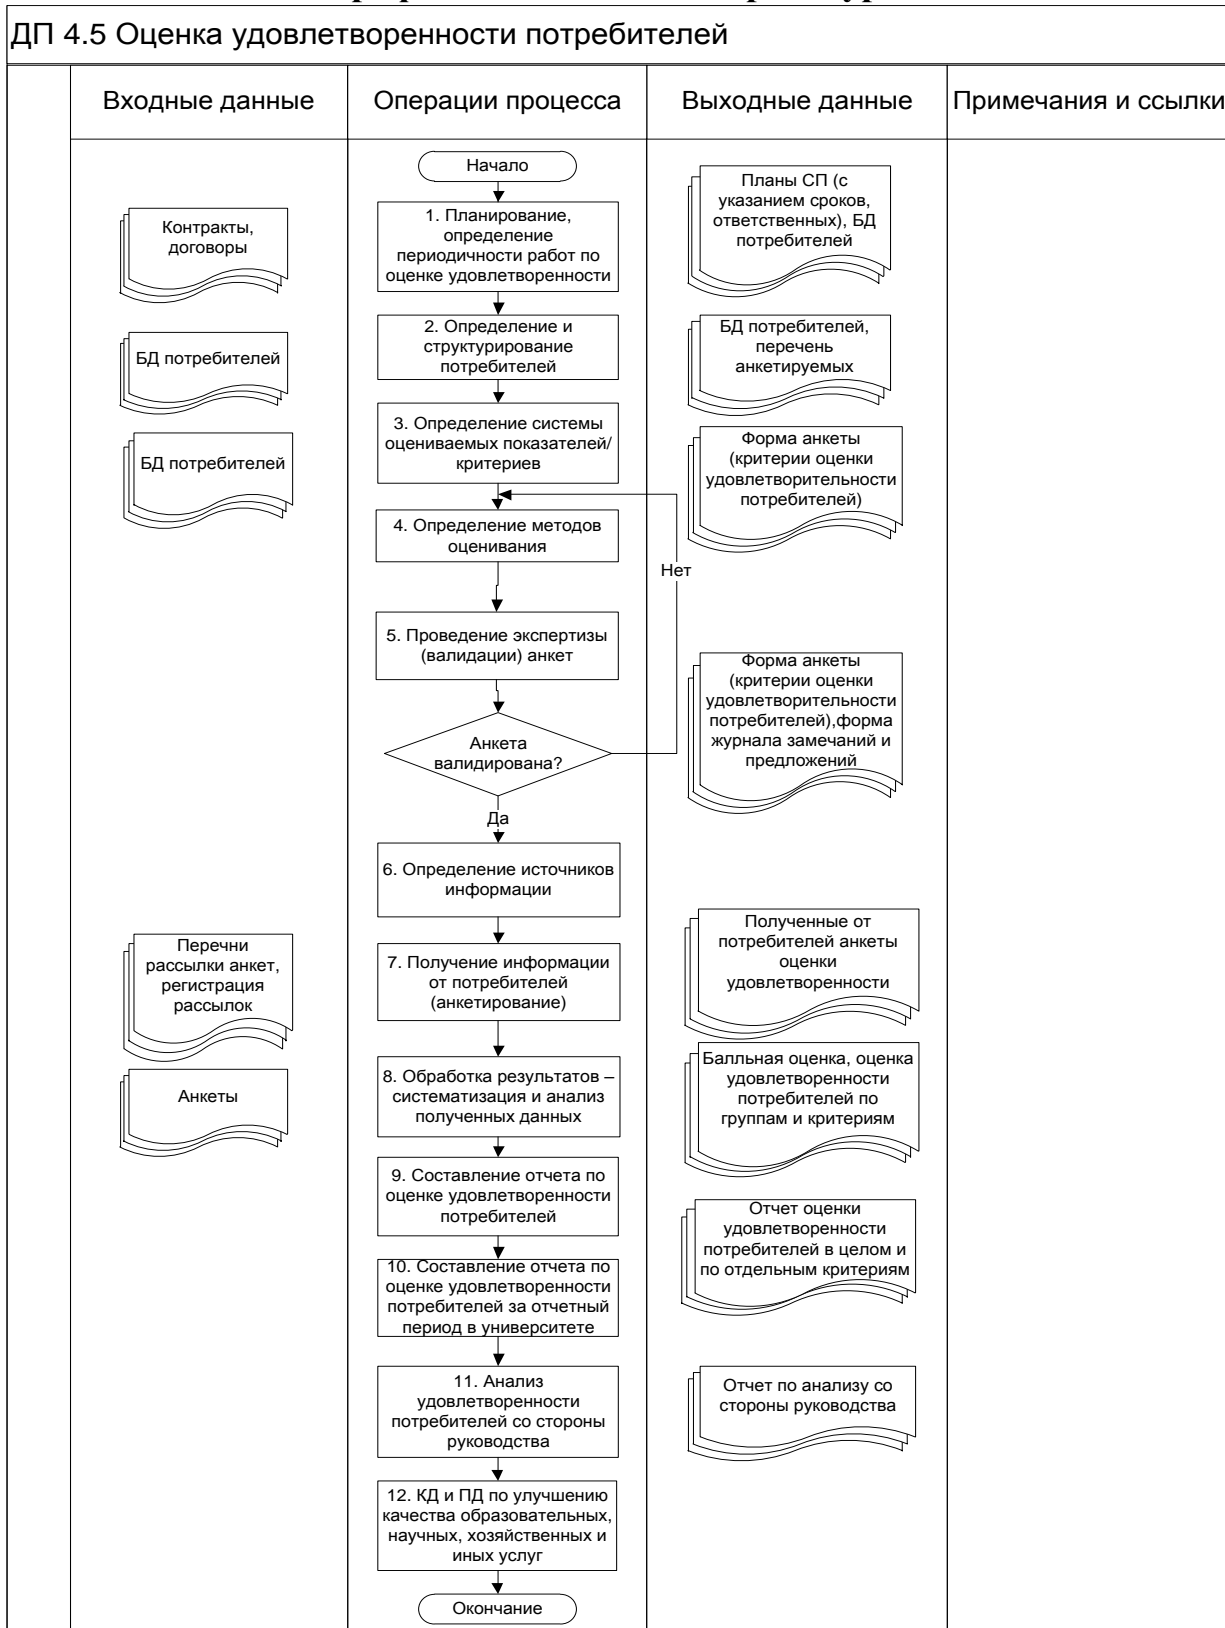 ДП 4.5 Оценка удовлетворенности потребителей
Входные данные
Операции процесса
Выходные данные
Примечания и ссылки
Начало
Планы СП (с
указанием сроков,
ответственных), БД
потребителей
Контракты,
договоры
1. Планирование,
определение
периодичности работ по
оценке удовлетворенности
БД потребителей
2. Определение и
структурирование
потребителей
БД потребителей,
перечень
анкетируемых
БД потребителей
3. Определение системы
оцениваемых показателей/
критериев
Форма анкеты
(критерии оценки
удовлетворительности
потребителей)
4. Определение методов
оценивания
Нет
5. Проведение экспертизы
(валидации) анкет
Форма анкеты
(критерии оценки
удовлетворительности
потребителей),форма
журнала замечаний и
предложений
Анкета
валидирована?
Да
6. Определение источников
информации
Перечни
рассылки анкет,
регистрация
рассылок
7. Получение информации
от потребителей
(анкетирование)
Полученные от
потребителей анкеты
оценки
удовлетворенности
Анкеты
8. Обработка результатов –
систематизация и анализ
полученных данных
Балльная оценка, оценка
удовлетворенности
потребителей по
группам и критериям
9. Составление отчета по
оценке удовлетворенности
потребителей
Отчет оценки
удовлетворенности
потребителей в целом и
по отдельным критериям
10. Составление отчета по
оценке удовлетворенности
потребителей за отчетный
период в университете
11. Анализ
удовлетворенности
потребителей со стороны
руководства
Отчет по анализу со
стороны руководства
12. КД и ПД по улучшению
качества образовательных,
научных, хозяйственных и
иных услуг
Окончание